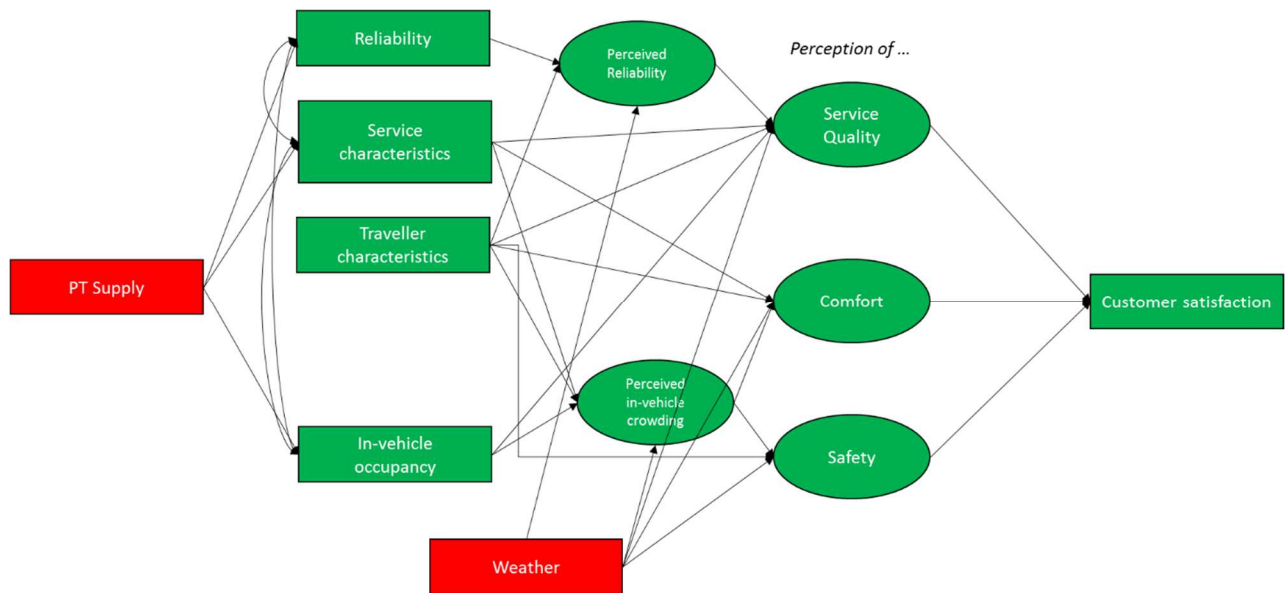 Reliability
Perceived
Reliability
Perception of ...
Service
characteristics
Service
Quality
Traveller
characteristics
PT Supply
Comfort
Customer satisfaction
Perceived
in-vehicle
crowding
In-vehicle
occupancy
Safety
Weather